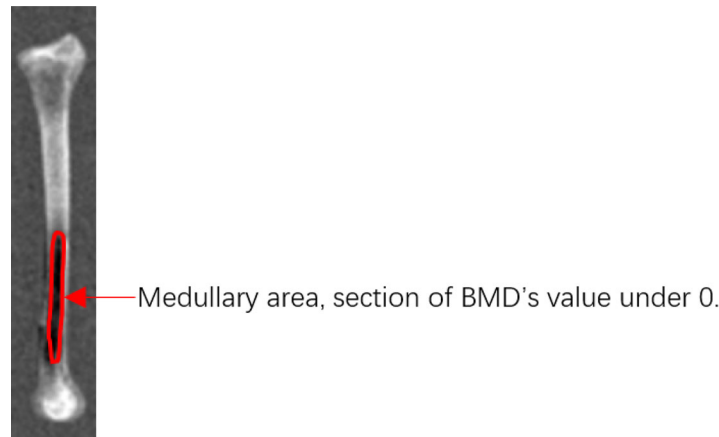 Medullary area, section of BMD’s value under 0.